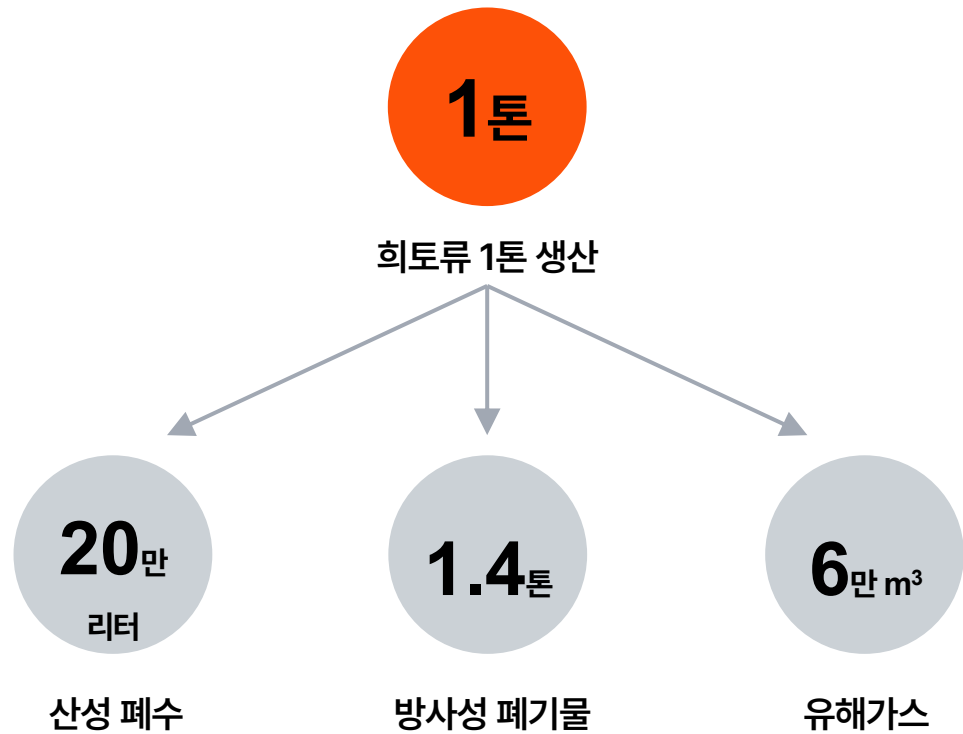 1톤
희토류 1톤 생산
20만
리터
1.4톤
6만 m³
산성 폐수
방사성 폐기물
유해가스